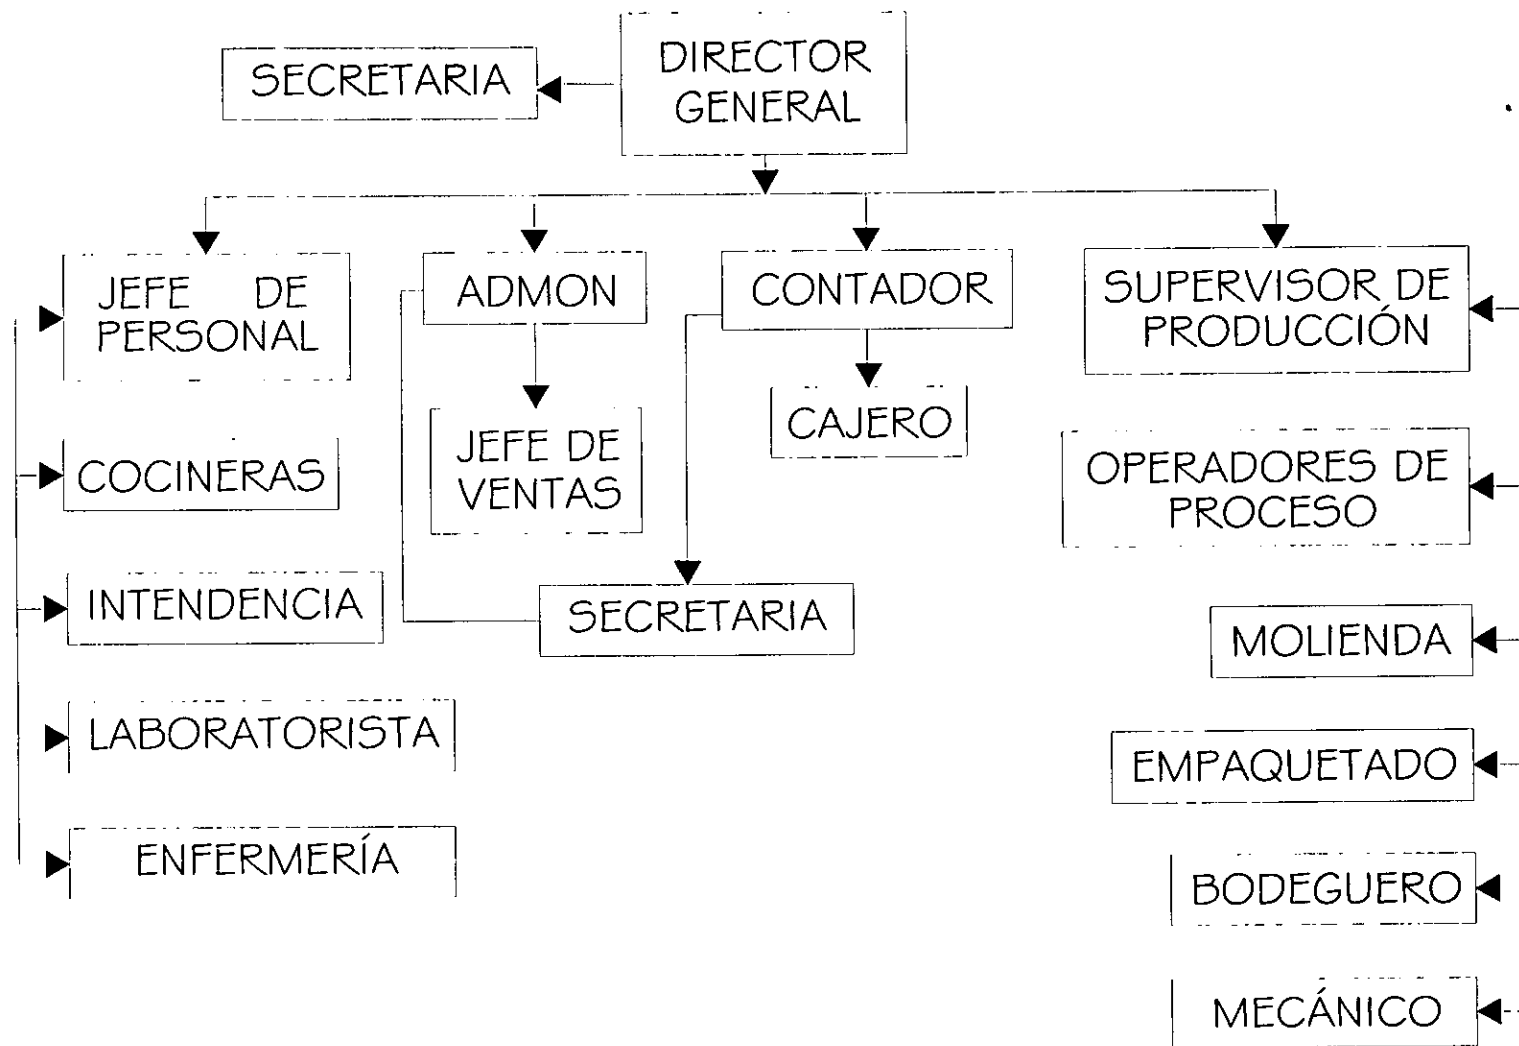 SECRETARIA
DIRECTOR
GENERAL
JEFE DE
PERSONAL
ADMON
CONTADOR
SUPERVISOR DE
PRODUCCIÓN
COCINERAS
JEFE DE
VENTAS
CAJERO
OPERADORES DE
PROCESO
INTENDENCIA
SECRETARIA
MOLIENDA
LABORATORISTA
EMPAQUETADO
ENFERMERÍA
BODEGUERO
MECÁNICO